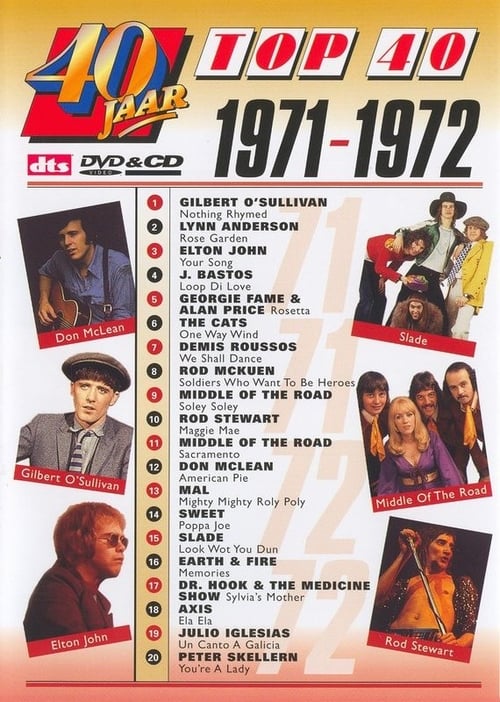 40
JAAR
TOP 40
1971-1972
dts DVD & CD
VIDEO
1 GILBERT O'SULLIVAN
Nothing Rhymed
2 LYNN ANDERSON
Rose Garden
3 ELTON JOHN
Your Song
4 J. BASTOS
Loop Di Love
5 GEORGIE FAME &
ALAN PRICE Rosetta
6 THE CATS
One Way Wind
7 DEMIS ROUSSOS
We Shall Dance
8 ROD MCKUEN
Soldiers Who Want To Be Heroes
9 MIDDLE OF THE ROAD
Soley Soley
10 ROD STEWART
Maggie Mae
11 MIDDLE OF THE ROAD
Sacramento
12 DON MCLEAN
American Pie
13 MAL
Mighty Mighty Roly Poly
14 SWEET
Poppa Joe
15 SLADE
Look Wot You Dun
16 EARTH & FIRE
Memories
17 DR. HOOK & THE MEDICINE
SHOW Sylvia's Mother
18 AXIS
Ela Ela
19 JULIO IGLESIAS
Un Canto A Galicia
20 PETER SKELLERN
You're A Lady
71
71
72
72
Don McLean
Gilbert O'Sullivan
Elton John
Slade
Middle Of The Road
Rod Stewart